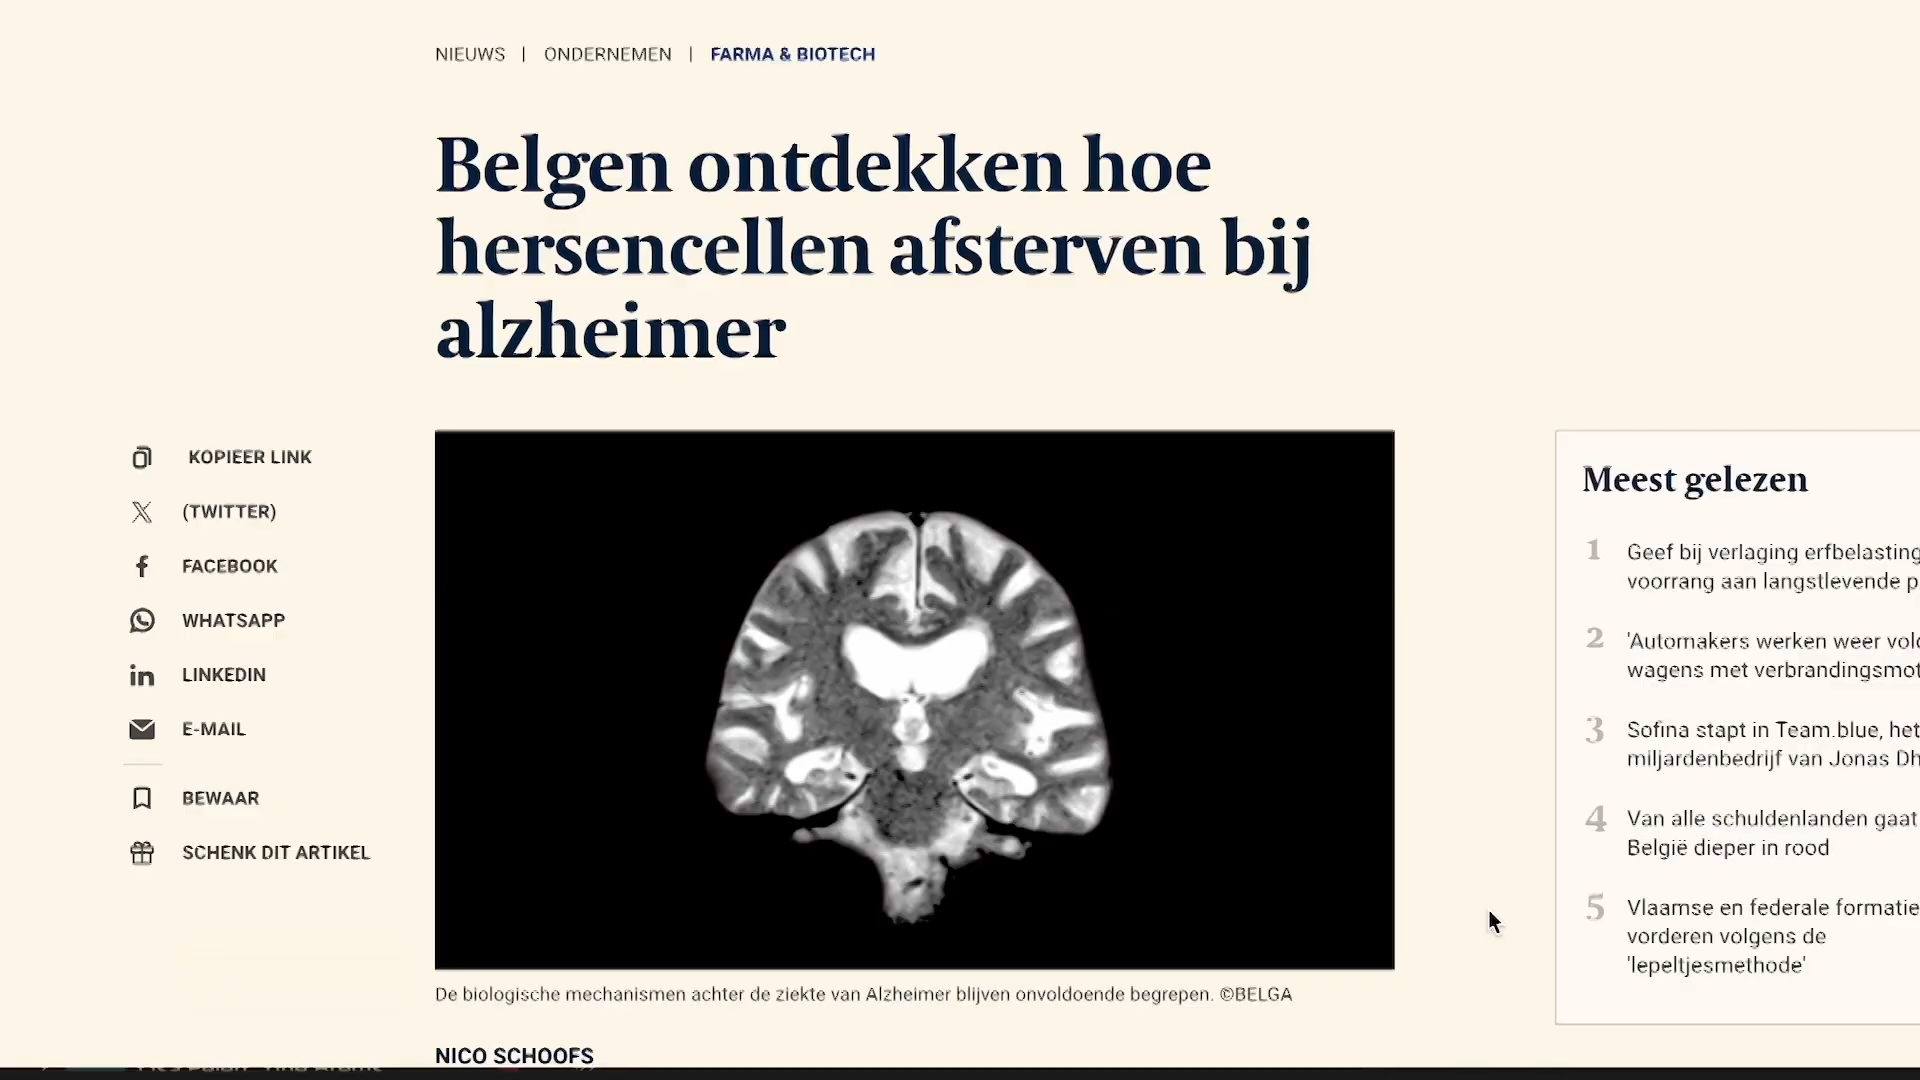 NIEUWS | ONDERNEMEN | FARMA & BIOTECH
Belgen ontdekken hoe
hersencellen afsterven bij
alzheimer
KOPIEER LINK
(TWITTER)
FACEBOOK
WHATSAPP
LINKEDIN
E-MAIL
BEWAAR
SCHENK DIT ARTIKEL
De biologische mechanismen achter de ziekte van Alzheimer blijven onvoldoende begrepen. ©BELGA
NICO SCHOOFS
Meest gelezen
1 Geef bij verlaging erfbelasting
voorrang aan langstlevende p
2 'Automakers werken weer
wagens met
3 Sofina stapt in Team.blue, het
miljardenbedrijf van Jonas Dh
4 Van alle schuldenlanden gaat
België dieper in rood
5 Vlaamse en federale formatie
vorderen volgens de
'lepeltjesmethode'